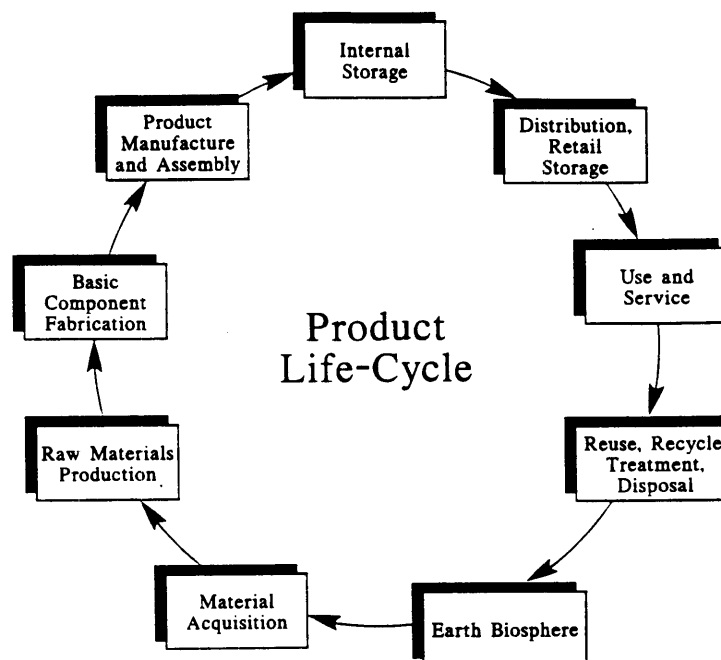 Internal
Storage
Distribution,
Retail
Storage
Use and
Service
Reuse, Recycle
Treatment,
Disposal
Earth Biosphere
Material
Acquisition
Raw Materials
Production
Basic
Component
Fabrication
Product
Manufacture
and Assembly
Product
Life-Cycle